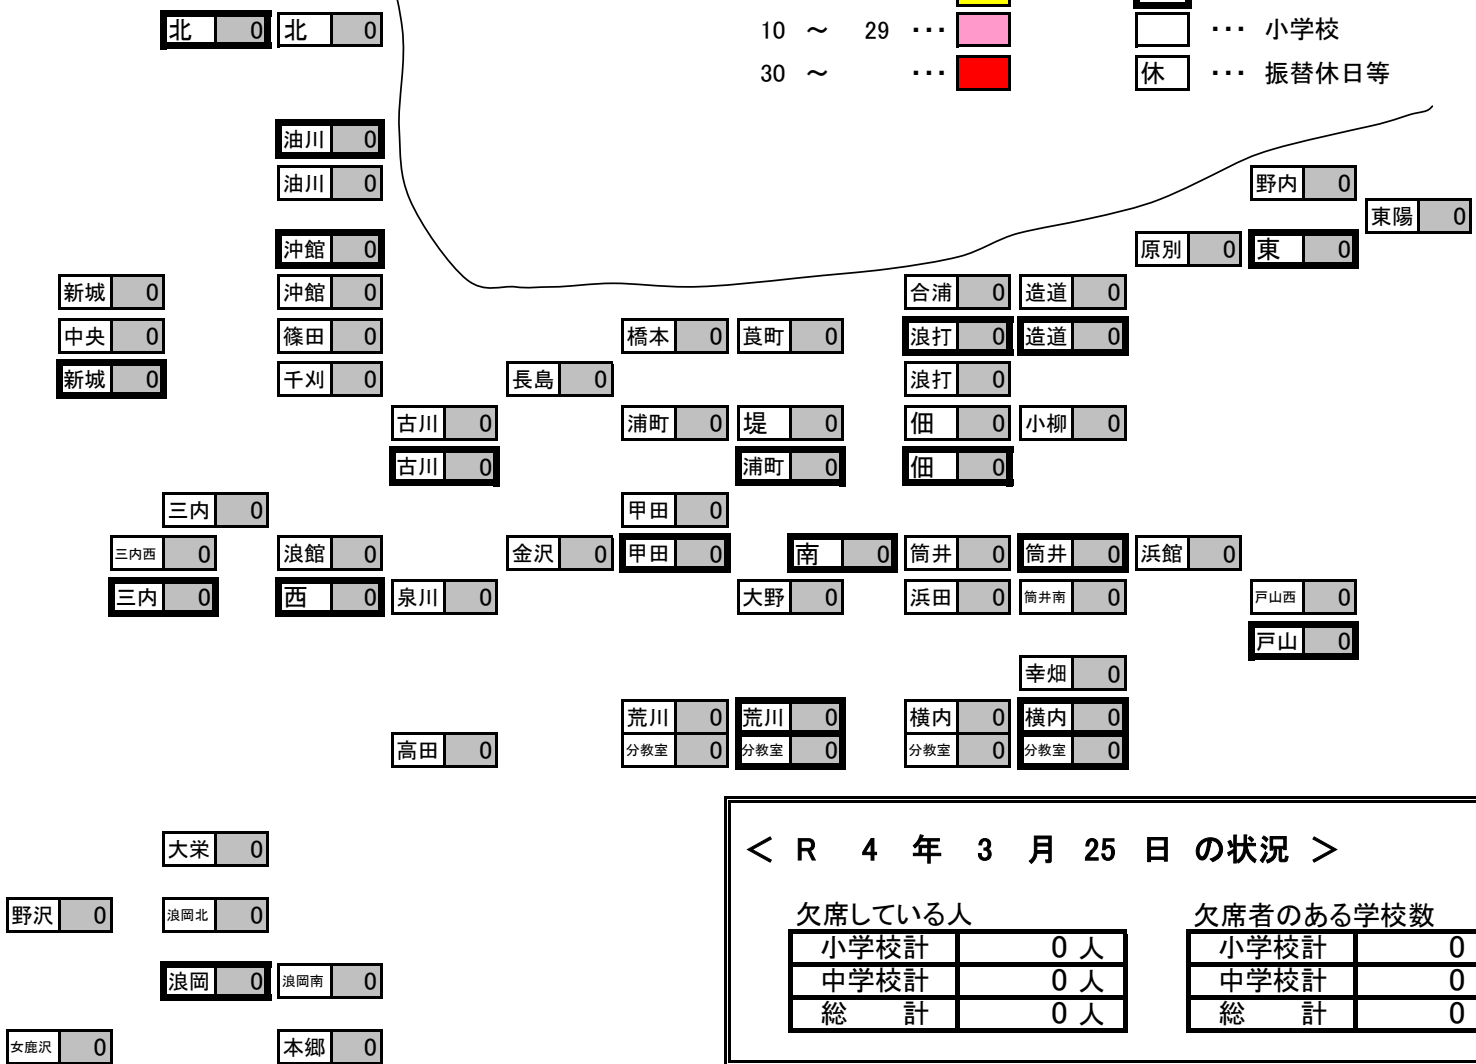 北 0 北 0
10 ～ 29 ･･･ ･･･ 小学校
30 ～ ･･･ 休 ･･･ 振替休日等
油川 0
油川 0 野内 0
東陽 0
沖館 0 原別 0 東 0
新城 0 沖館 0 合浦 0 造道 0
中央 0 篠田 0 橋本 0 莨町 0 浪打 0 造道 0
新城 0 千刈 0 長島 0 浪打 0
古川 0 浦町 0 堤 0 佃 0 小柳 0
古川 0 浦町 0 佃 0
三内 0 甲田 0
三内西 0 浪館 0 金沢 0 甲田 0 南 0 筒井 0 筒井 0 浜館 0
三内 0 西 0 泉川 0 大野 0 浜田 0 筒井南 0 戸山西 0
戸山 0
幸畑 0
荒川 0 荒川 0 横内 0 横内 0
高田 0 分教室 0 分教室 0 分教室 0 分教室 0
＜ R 4 年 3 月 25 日 の状況 ＞
大栄 0
野沢 0 浪岡北 0
欠席している人 欠席者のある学校数
小学校計 0 人 小学校計 0
中学校計 0 人 中学校計 0
浪岡 0 浪岡南 0
総 計 0 人 総 計 0
女鹿沢 0 本郷 0